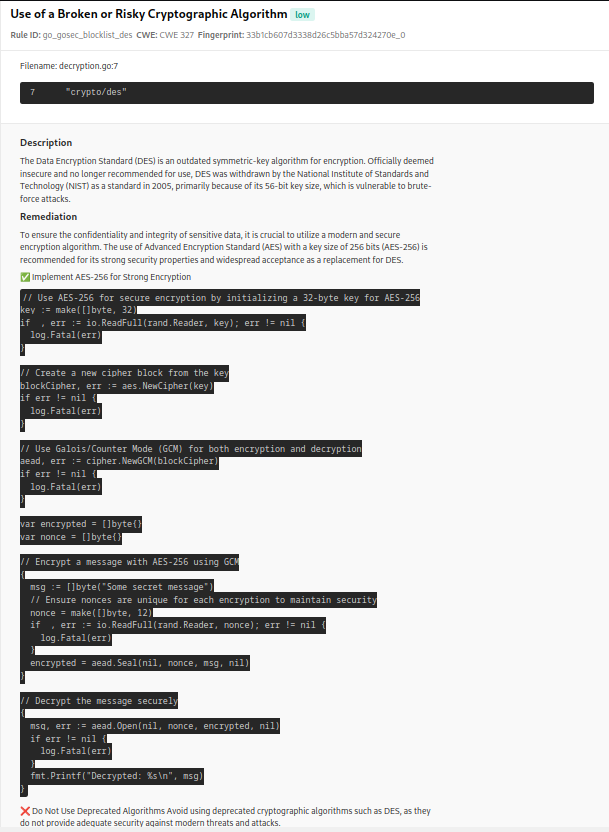 Use of a Broken or Risky Cryptographic Algorithm low
Rule ID: go_gosec_blocklist_des CWE: CWE 327 Fingerprint: 33b1cb607d3338d26c5bba57d324270e_0
Filename: decryption.go:7
7 "crypto/des"
Description
The Data Encryption Standard (DES) is an outdated symmetric-key algorithm for encryption. Officially deemed
insecure and no longer recommended for use, DES was withdrawn by the National Institute of Standards and
Technology (NIST) as a standard in 2005, primarily because of its 56-bit key size, which is vulnerable to brute-
force attacks.
Remediation
To ensure the confidentiality and integrity of sensitive data, it is crucial to utilize a modern and secure
encryption algorithm. The use of Advanced Encryption Standard (AES) with a key size of 256 bits (AES-256) is
recommended for its strong security properties and widespread acceptance as a replacement for DES.
✅ Implement AES-256 for Strong Encryption
// Use AES-256 for secure encryption by initializing a 32-byte key for AES-256
key := make([]byte, 32)
if , err := io.ReadFull(rand.Reader, key); err != nil {
log.Fatal(err)
}
// Create a new cipher block from the key
blockCipher, err := aes.NewCipher(key)
if err != nil {
log.Fatal(err)
}
// Use Galois/Counter Mode (GCM) for both encryption and decryption
aead, err := cipher.NewGCM(blockCipher)
if err != nil {
log.Fatal(err)
}
var encrypted = []byte{}
var nonce = []byte{}
// Encrypt a message with AES-256 using GCM
{
msg := []byte("Some secret message")
// Ensure nonces are unique for each encryption to maintain security
nonce = make([]byte, 12)
if , err := io.ReadFull(rand.Reader, nonce); err != nil {
log.Fatal(err)
}
encrypted = aead.Seal(nil, nonce, msg, nil)
}
// Decrypt the message securely
{
msg, err := aead.Open(nil, nonce, encrypted, nil)
if err != nil {
log.Fatal(err)
}
fmt.Printf("Decrypted: %s\n", msg)
}
❌ Do Not Use Deprecated Algorithms Avoid using deprecated cryptographic algorithms such as DES, as they
do not provide adequate security against modern threats and attacks.